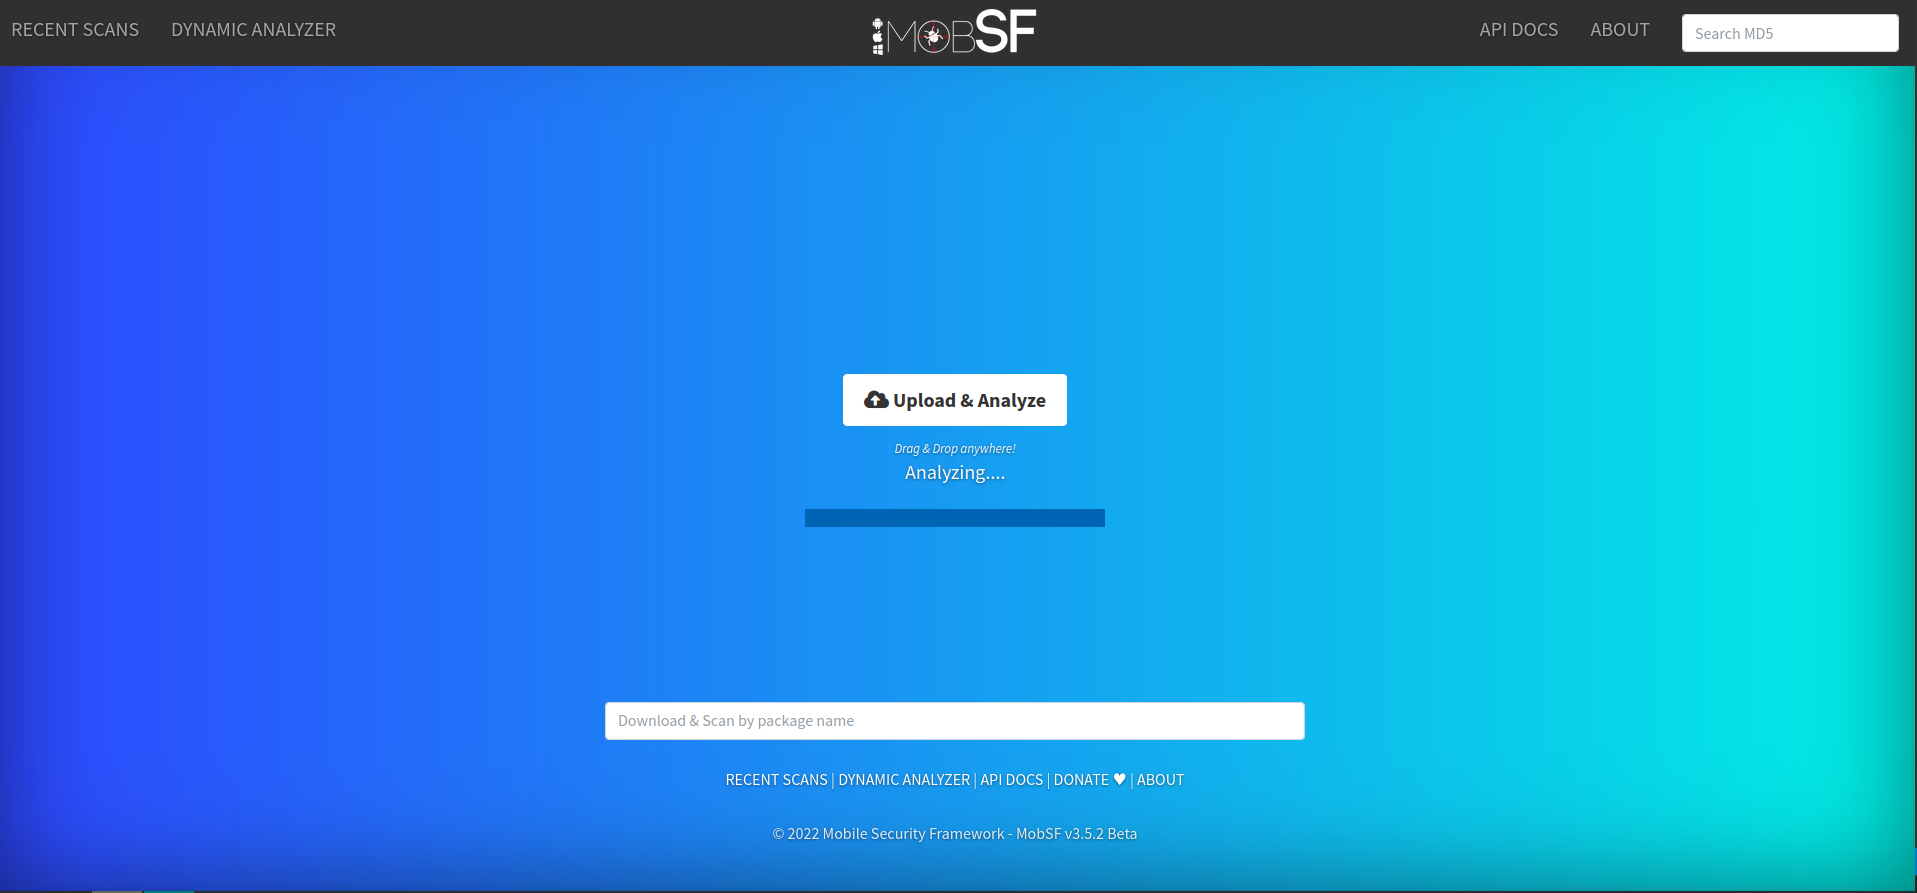 RECENT SCANS DYNAMIC ANALYZER MOBSF API DOCS ABOUT Search MD5
Upload & Analyze
Drag & Drop anywhere!
Analyzing....
Download & Scan by package name
RECENT SCANS | DYNAMIC ANALYZER | API DOCS | DONATE ♥ | ABOUT
© 2022 Mobile Security Framework - MobSF v3.5.2 Beta